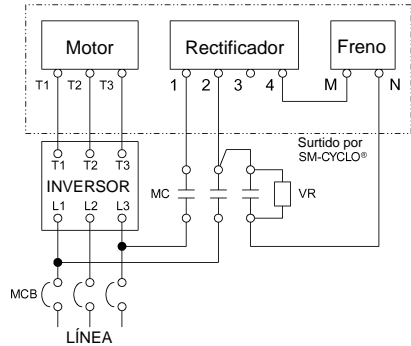 Motor Rectificador Freno
T1 T2 T3 1 2 3 4 M N
Surtido por
SM-CYCLO®
T1 T2 T3
INVERSOR
L1 L2 L3
MC VR
MCB
LÍNEA